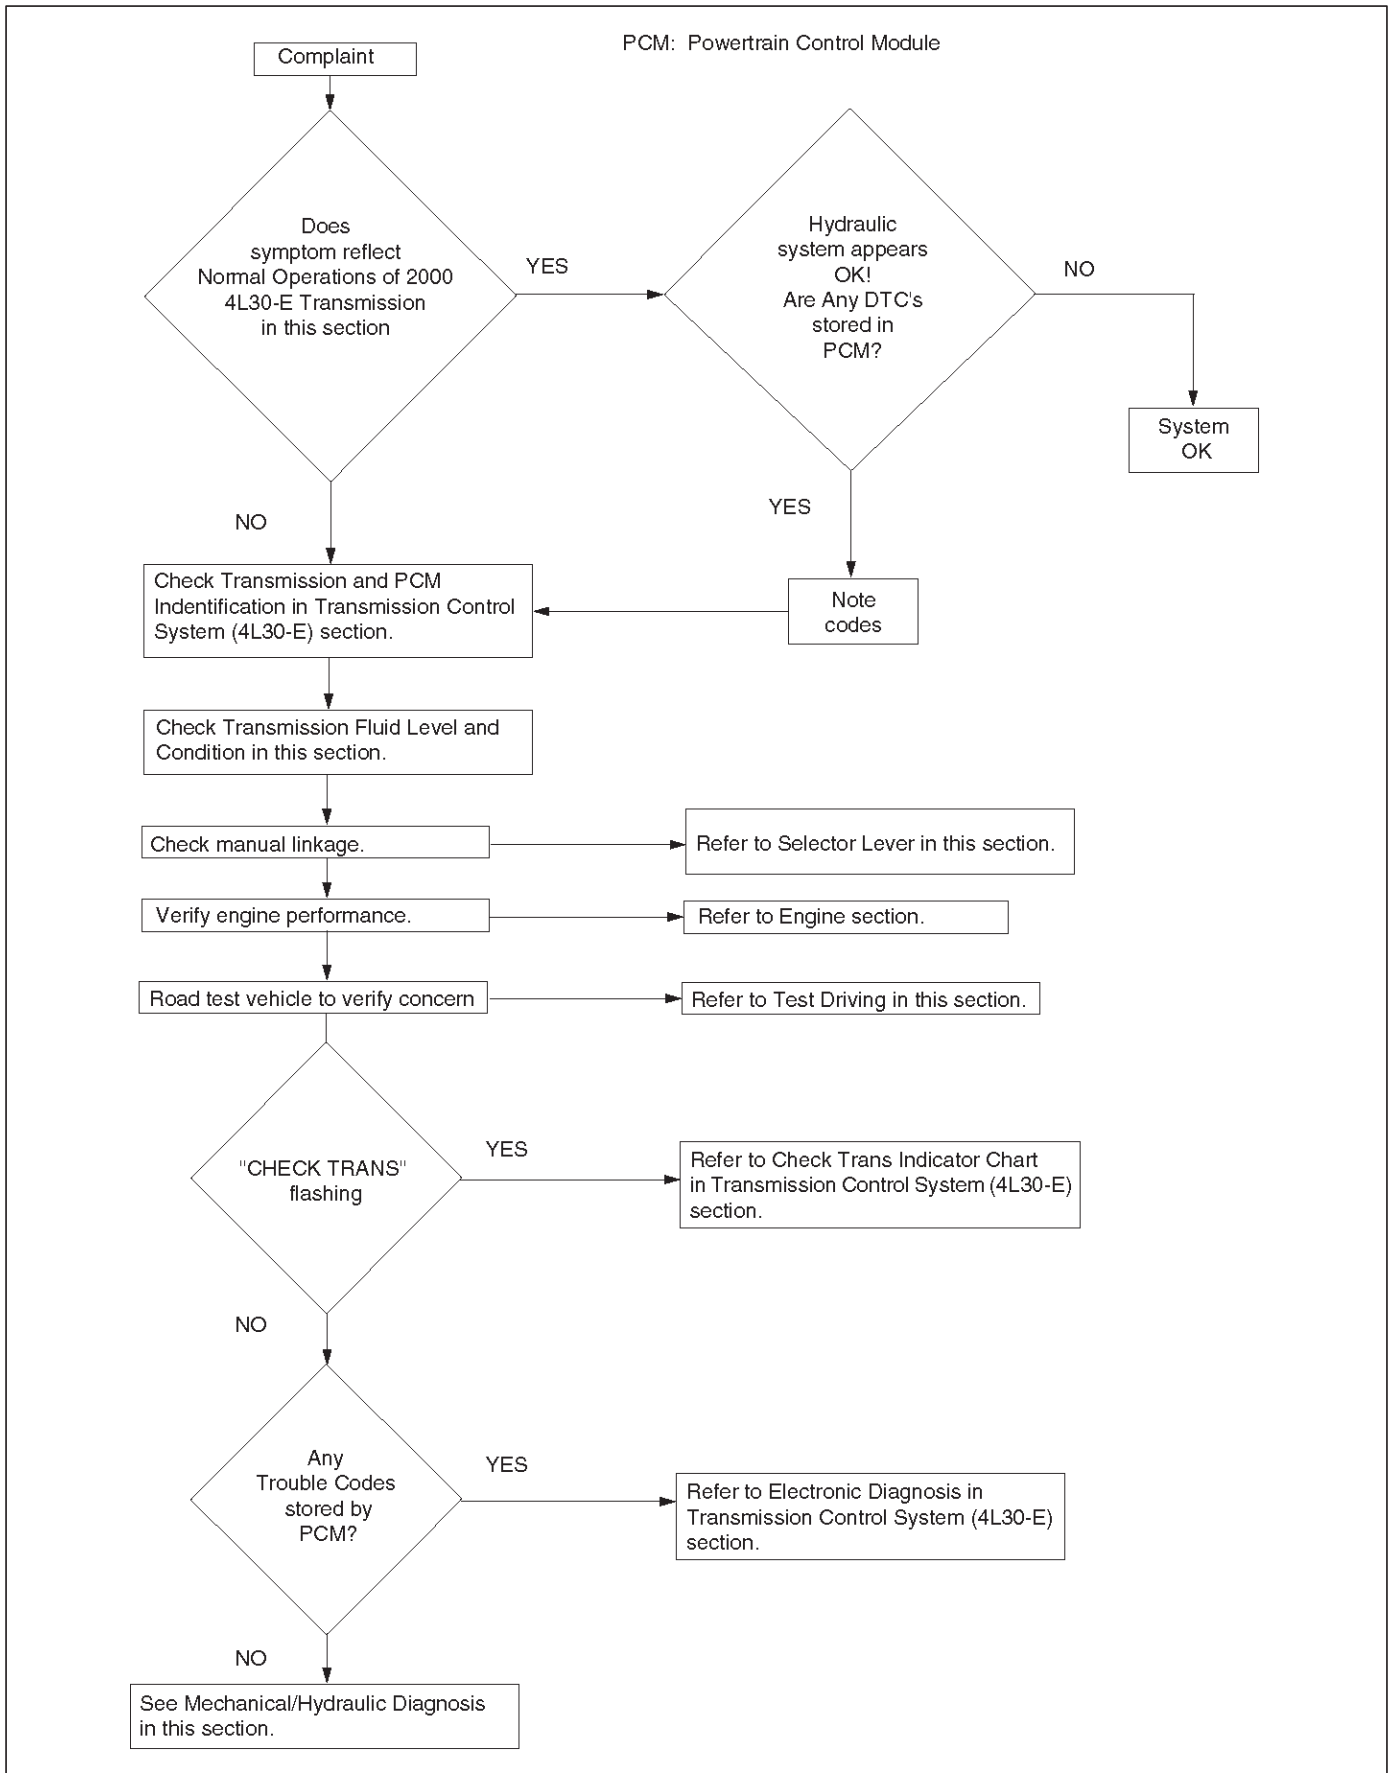 PCM: Powertrain Control Module
Complaint
Does
symptom reflect
Normal Operations of 2000
4L30-E Transmission
in this section
YES
Hydraulic
system appears
OK!
Are Any DTC's
stored in
PCM?
NO
System
OK
NO
YES
Check Transmission and PCM
Indentification in Transmission Control
System (4L30-E) section.
Note
codes
Check Transmission Fluid Level and
Condition in this section.
Check manual linkage.
Refer to Selector Lever in this section.
Verify engine performance.
Refer to Engine section.
Road test vehicle to verify concern
Refer to Test Driving in this section.
"CHECK TRANS"
flashing
YES
Refer to Check Trans Indicator Chart
in Transmission Control System (4L30-E)
section.
NO
Any
Trouble Codes
stored by
PCM?
YES
Refer to Electronic Diagnosis in
Transmission Control System (4L30-E)
section.
NO
See Mechanical/Hydraulic Diagnosis
in this section.